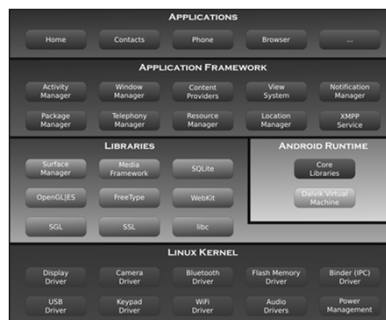 APPLICATIONS
Home
Contacts
Phone
Browser
...
APPLICATION FRAMEWORK
Activity
Manager
Window
Manager
Content
Providers
View
System
Notification
Manager
Package
Manager
Telephony
Manager
Resource
Manager
Location
Manager
XMPP
Service
LIBRARIES
Surface
Manager
Media
Framework
SQLite
OpenGL|ES
FreeType
WebKit
SGL
SSL
libc
ANDROID RUNTIME
Core
Libraries
Dalvik Virtual
Machine
LINUX KERNEL
Display
Driver
Camera
Driver
Bluetooth
Driver
Flash Memory
Driver
Binder (IPC)
Driver
USB
Driver
Keypad
Driver
WiFi
Driver
Audio
Drivers
Power
Management